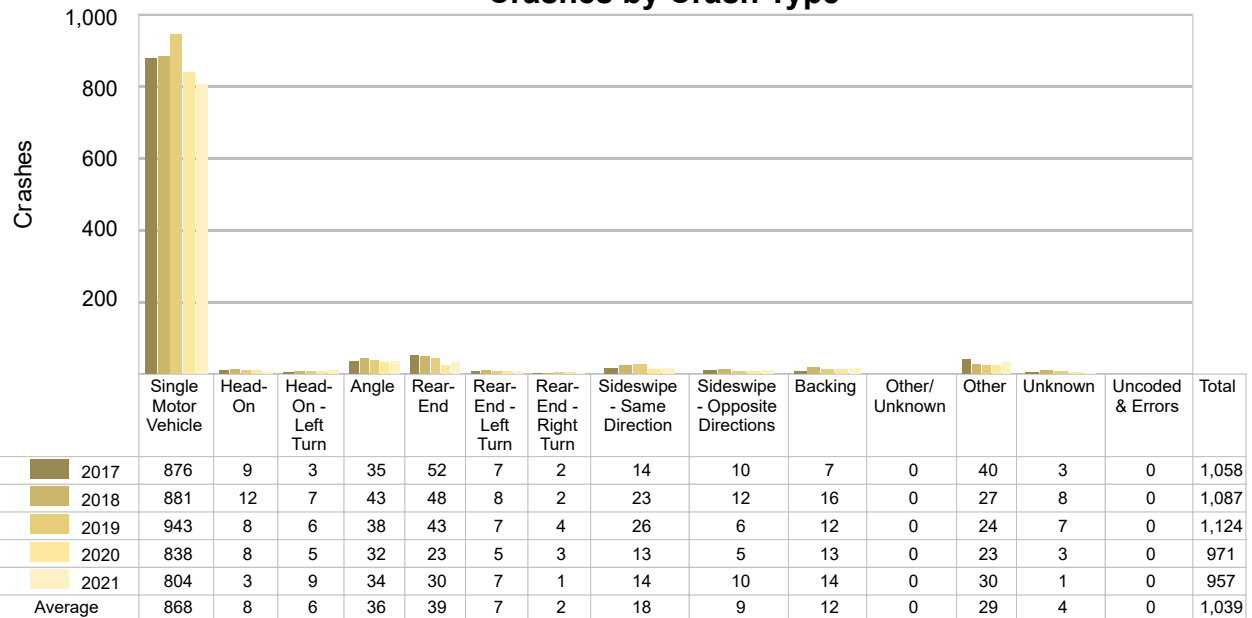 Crashes by Crash Type
1,000
800
600
400
200
Crashes
Single Motor Vehicle Head-On Head-On - Left Turn Angle Rear-End Rear-End - Left Turn Rear-End - Right Turn Sideswipe - Same Direction Sideswipe - Opposite Directions Backing Other/ Unknown Other Unknown Uncoded & Errors Total
2017 876 9 3 35 52 7 2 14 10 7 0 40 3 0 1,058
2018 881 12 7 43 48 8 2 23 12 16 0 27 8 0 1,087
2019 943 8 6 38 43 7 4 26 6 12 0 24 7 0 1,124
2020 838 8 5 32 23 5 3 13 5 13 0 23 3 0 971
2021 804 3 9 34 30 7 1 14 10 14 0 30 1 0 957
Average 868 8 6 36 39 7 2 18 9 12 0 29 4 0 1,039